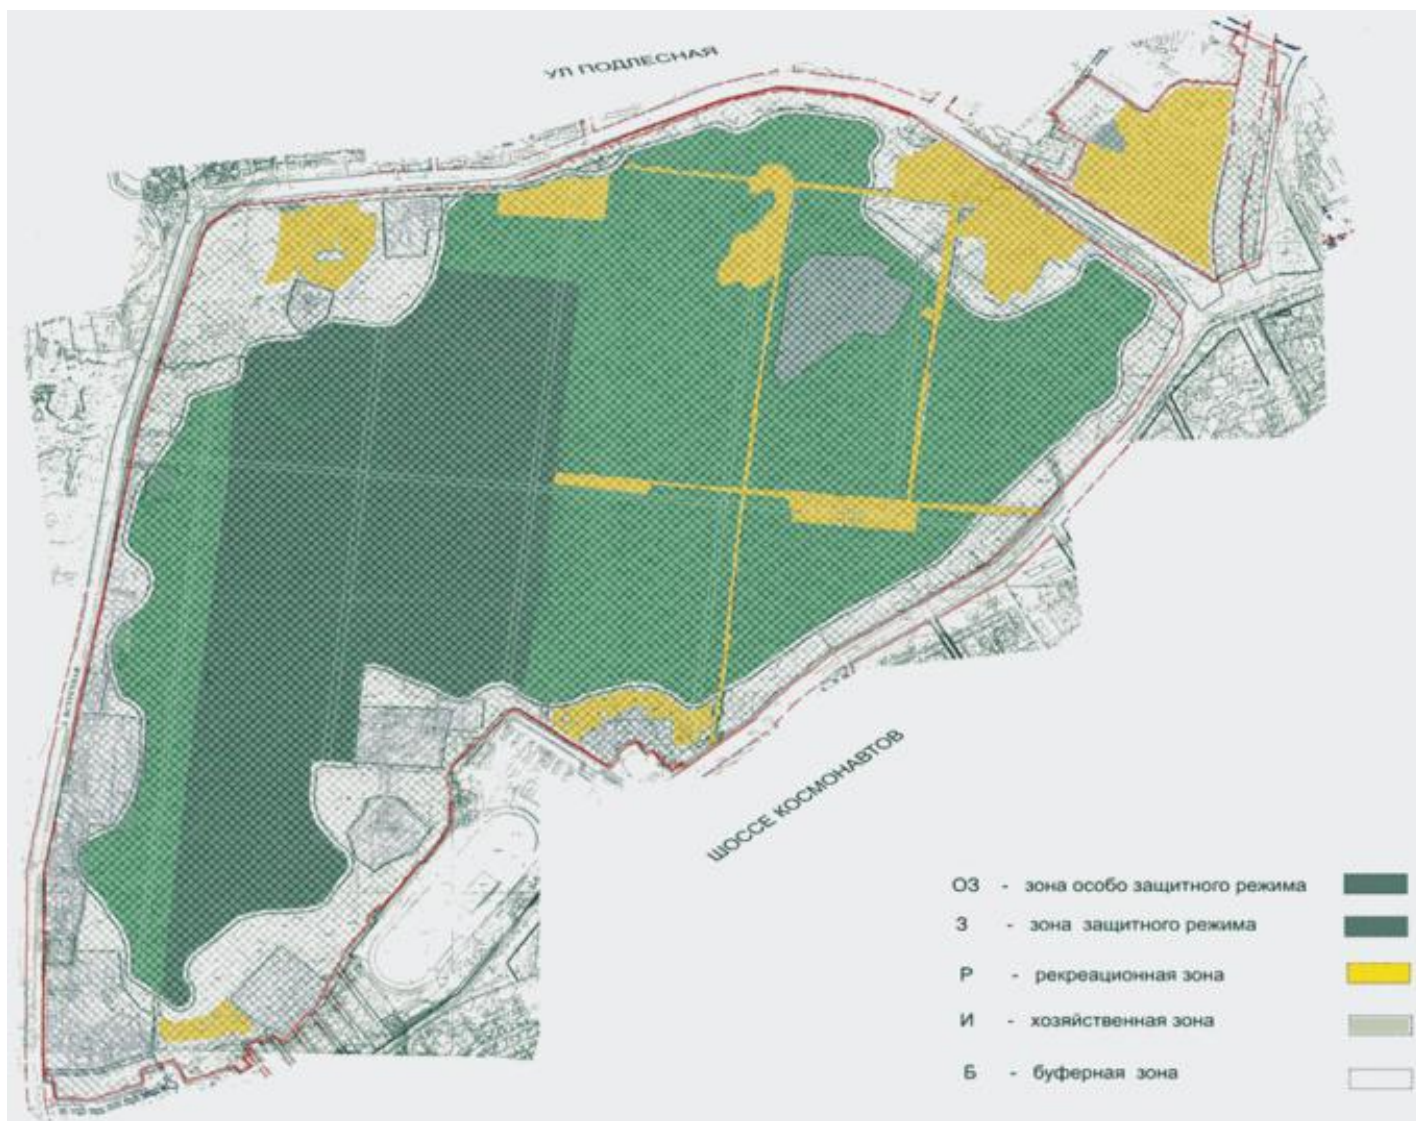 УЛ ПОДЛЕСНАЯ
ШОССЕ КОСМОНАВТОВ
ОЗ - зона особо защитного режима
З - зона защитного режима
Р - рекреационная зона
И - хозяйственная зона
Б - буферная зона